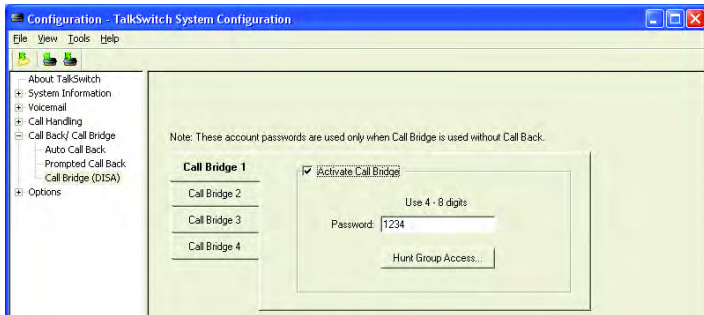 Configuration - TalkSwitch System Configuration
File View Tools Help
About TalkSwitch
System Information
Voicemail
Call Handling
Call Back/ Call Bridge
Auto Call Back
Prompted Call Back
Call Bridge (DISA)
Options
Note: These account passwords are used only when Call Bridge is used without Call Back.
Call Bridge 1
Call Bridge 2
Call Bridge 3
Call Bridge 4
Activate Call Bridge
Use 4 - 8 digits
Password: 1234
Hunt Group Access...